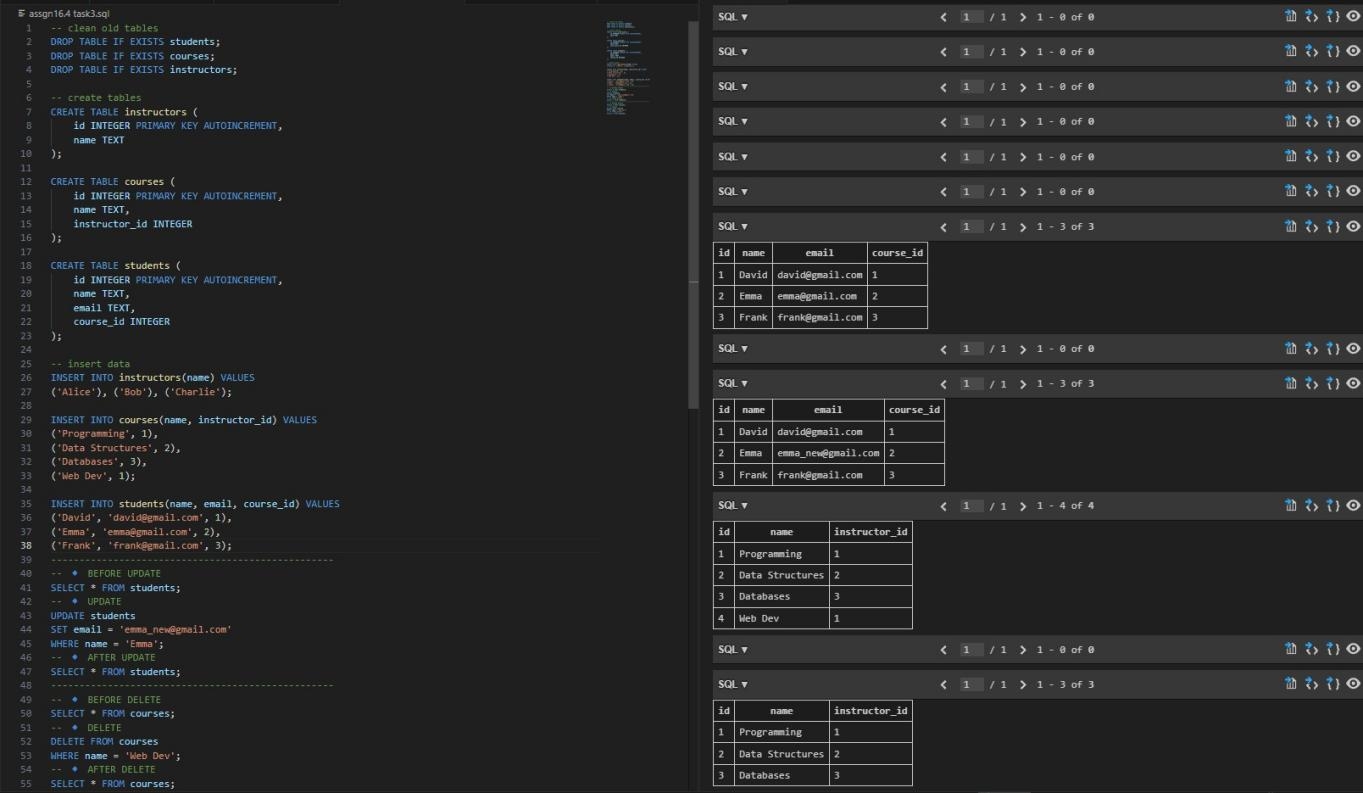 assgn16.4 task3.sql
1 -- clean old tables
2 DROP TABLE IF EXISTS students;
3 DROP TABLE IF EXISTS courses;
4 DROP TABLE IF EXISTS instructors;
5
6 -- create tables
7 CREATE TABLE instructors (
8 id INTEGER PRIMARY KEY AUTOINCREMENT,
9 name TEXT
10 );
11
12 CREATE TABLE courses (
13 id INTEGER PRIMARY KEY AUTOINCREMENT,
14 name TEXT,
15 instructor_id INTEGER
16 );
17
18 CREATE TABLE students (
19 id INTEGER PRIMARY KEY AUTOINCREMENT,
20 name TEXT,
21 email TEXT,
22 course_id INTEGER
23 );
24
25 -- insert data
26 INSERT INTO instructors(name) VALUES
27 ('Alice'), ('Bob'), ('Charlie');
28
29 INSERT INTO courses(name, instructor_id) VALUES
30 ('Programming', 1),
31 ('Data Structures', 2),
32 ('Databases', 3),
33 ('Web Dev', 1);
34
35 INSERT INTO students(name, email, course_id) VALUES
36 ('David', 'david@gmail.com', 1),
37 ('Emma', 'emma@gmail.com', 2),
38 ('Frank', 'frank@gmail.com', 3);
39 --------------------------------------------------
40 -- 🔹 BEFORE UPDATE
41 SELECT * FROM students;
42 -- 🔹 UPDATE
43 UPDATE students
44 SET email = 'emma_new@gmail.com'
45 WHERE name = 'Emma';
46 -- 🔹 AFTER UPDATE
47 SELECT * FROM students;
48 --------------------------------------------------
49 -- 🔹 BEFORE DELETE
50 SELECT * FROM courses;
51 -- 🔹 DELETE
52 DELETE FROM courses
53 WHERE name = 'Web Dev';
54 -- 🔹 AFTER DELETE
55 SELECT * FROM courses;
SQL ▼ < 1 / 1 > 1 - 0 of 0
SQL ▼ < 1 / 1 > 1 - 0 of 0
SQL ▼ < 1 / 1 > 1 - 0 of 0
SQL ▼ < 1 / 1 > 1 - 0 of 0
SQL ▼ < 1 / 1 > 1 - 0 of 0
SQL ▼ < 1 / 1 > 1 - 0 of 0
SQL ▼ < 1 / 1 > 1 - 3 of 3
id name email course_id
1 David david@gmail.com 1
2 Emma emma@gmail.com 2
3 Frank frank@gmail.com 3
SQL ▼ < 1 / 1 > 1 - 0 of 0
SQL ▼ < 1 / 1 > 1 - 3 of 3
id name email course_id
1 David david@gmail.com 1
2 Emma emma_new@gmail.com 2
3 Frank frank@gmail.com 3
SQL ▼ < 1 / 1 > 1 - 4 of 4
id name instructor_id
1 Programming 1
2 Data Structures 2
3 Databases 3
4 Web Dev 1
SQL ▼ < 1 / 1 > 1 - 0 of 0
SQL ▼ < 1 / 1 > 1 - 3 of 3
id name instructor_id
1 Programming 1
2 Data Structures 2
3 Databases 3